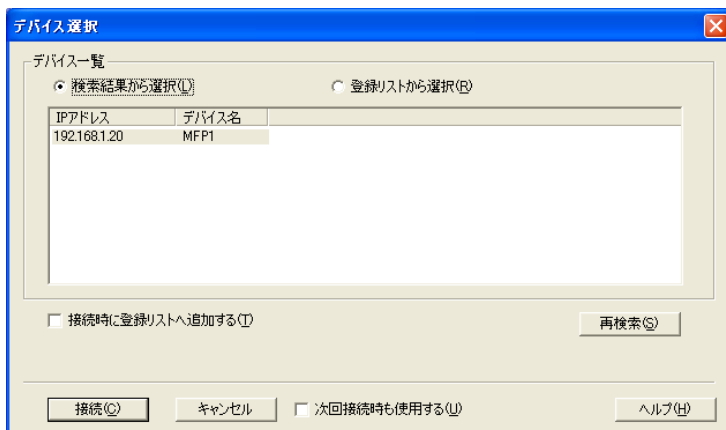 デバイス選択
デバイス一覧
検索結果から選択(L) 登録リストから選択(R)
IPアドレス デバイス名
192.168.1.20 MFP1
接続時に登録リストへ追加する(T) 再検索(S)
接続(C) キャンセル 次回接続時も使用する(U) ヘルプ(H)